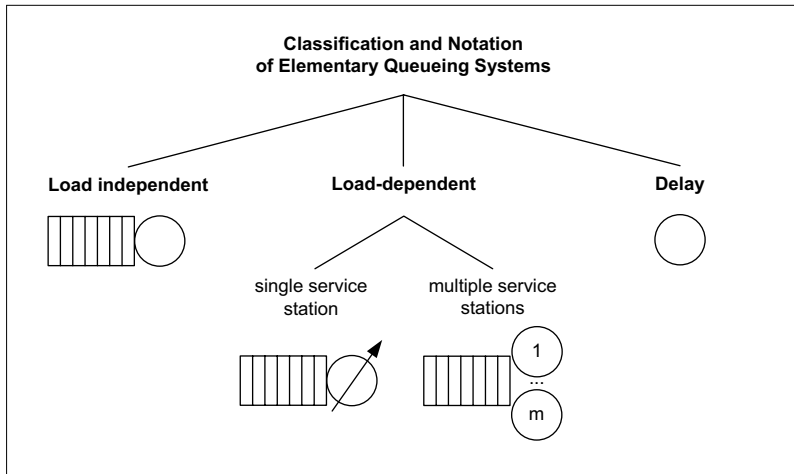 Classification and Notation
of Elementary Queueing Systems
Load independent
Load-dependent
Delay
single service
station
multiple service
stations
1
...
m